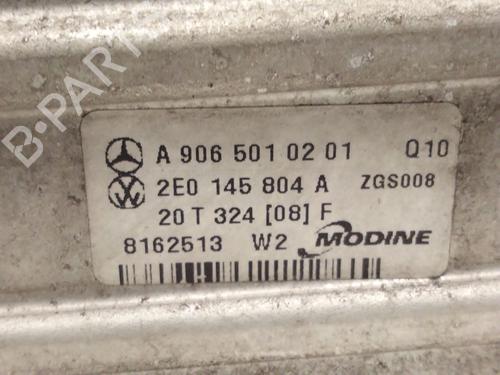 B-PARTS
A 906 501 02 01 Q10
2E0 145 804 A ZGS008
20 T 324 [08] F
8162513 W2 MODINE